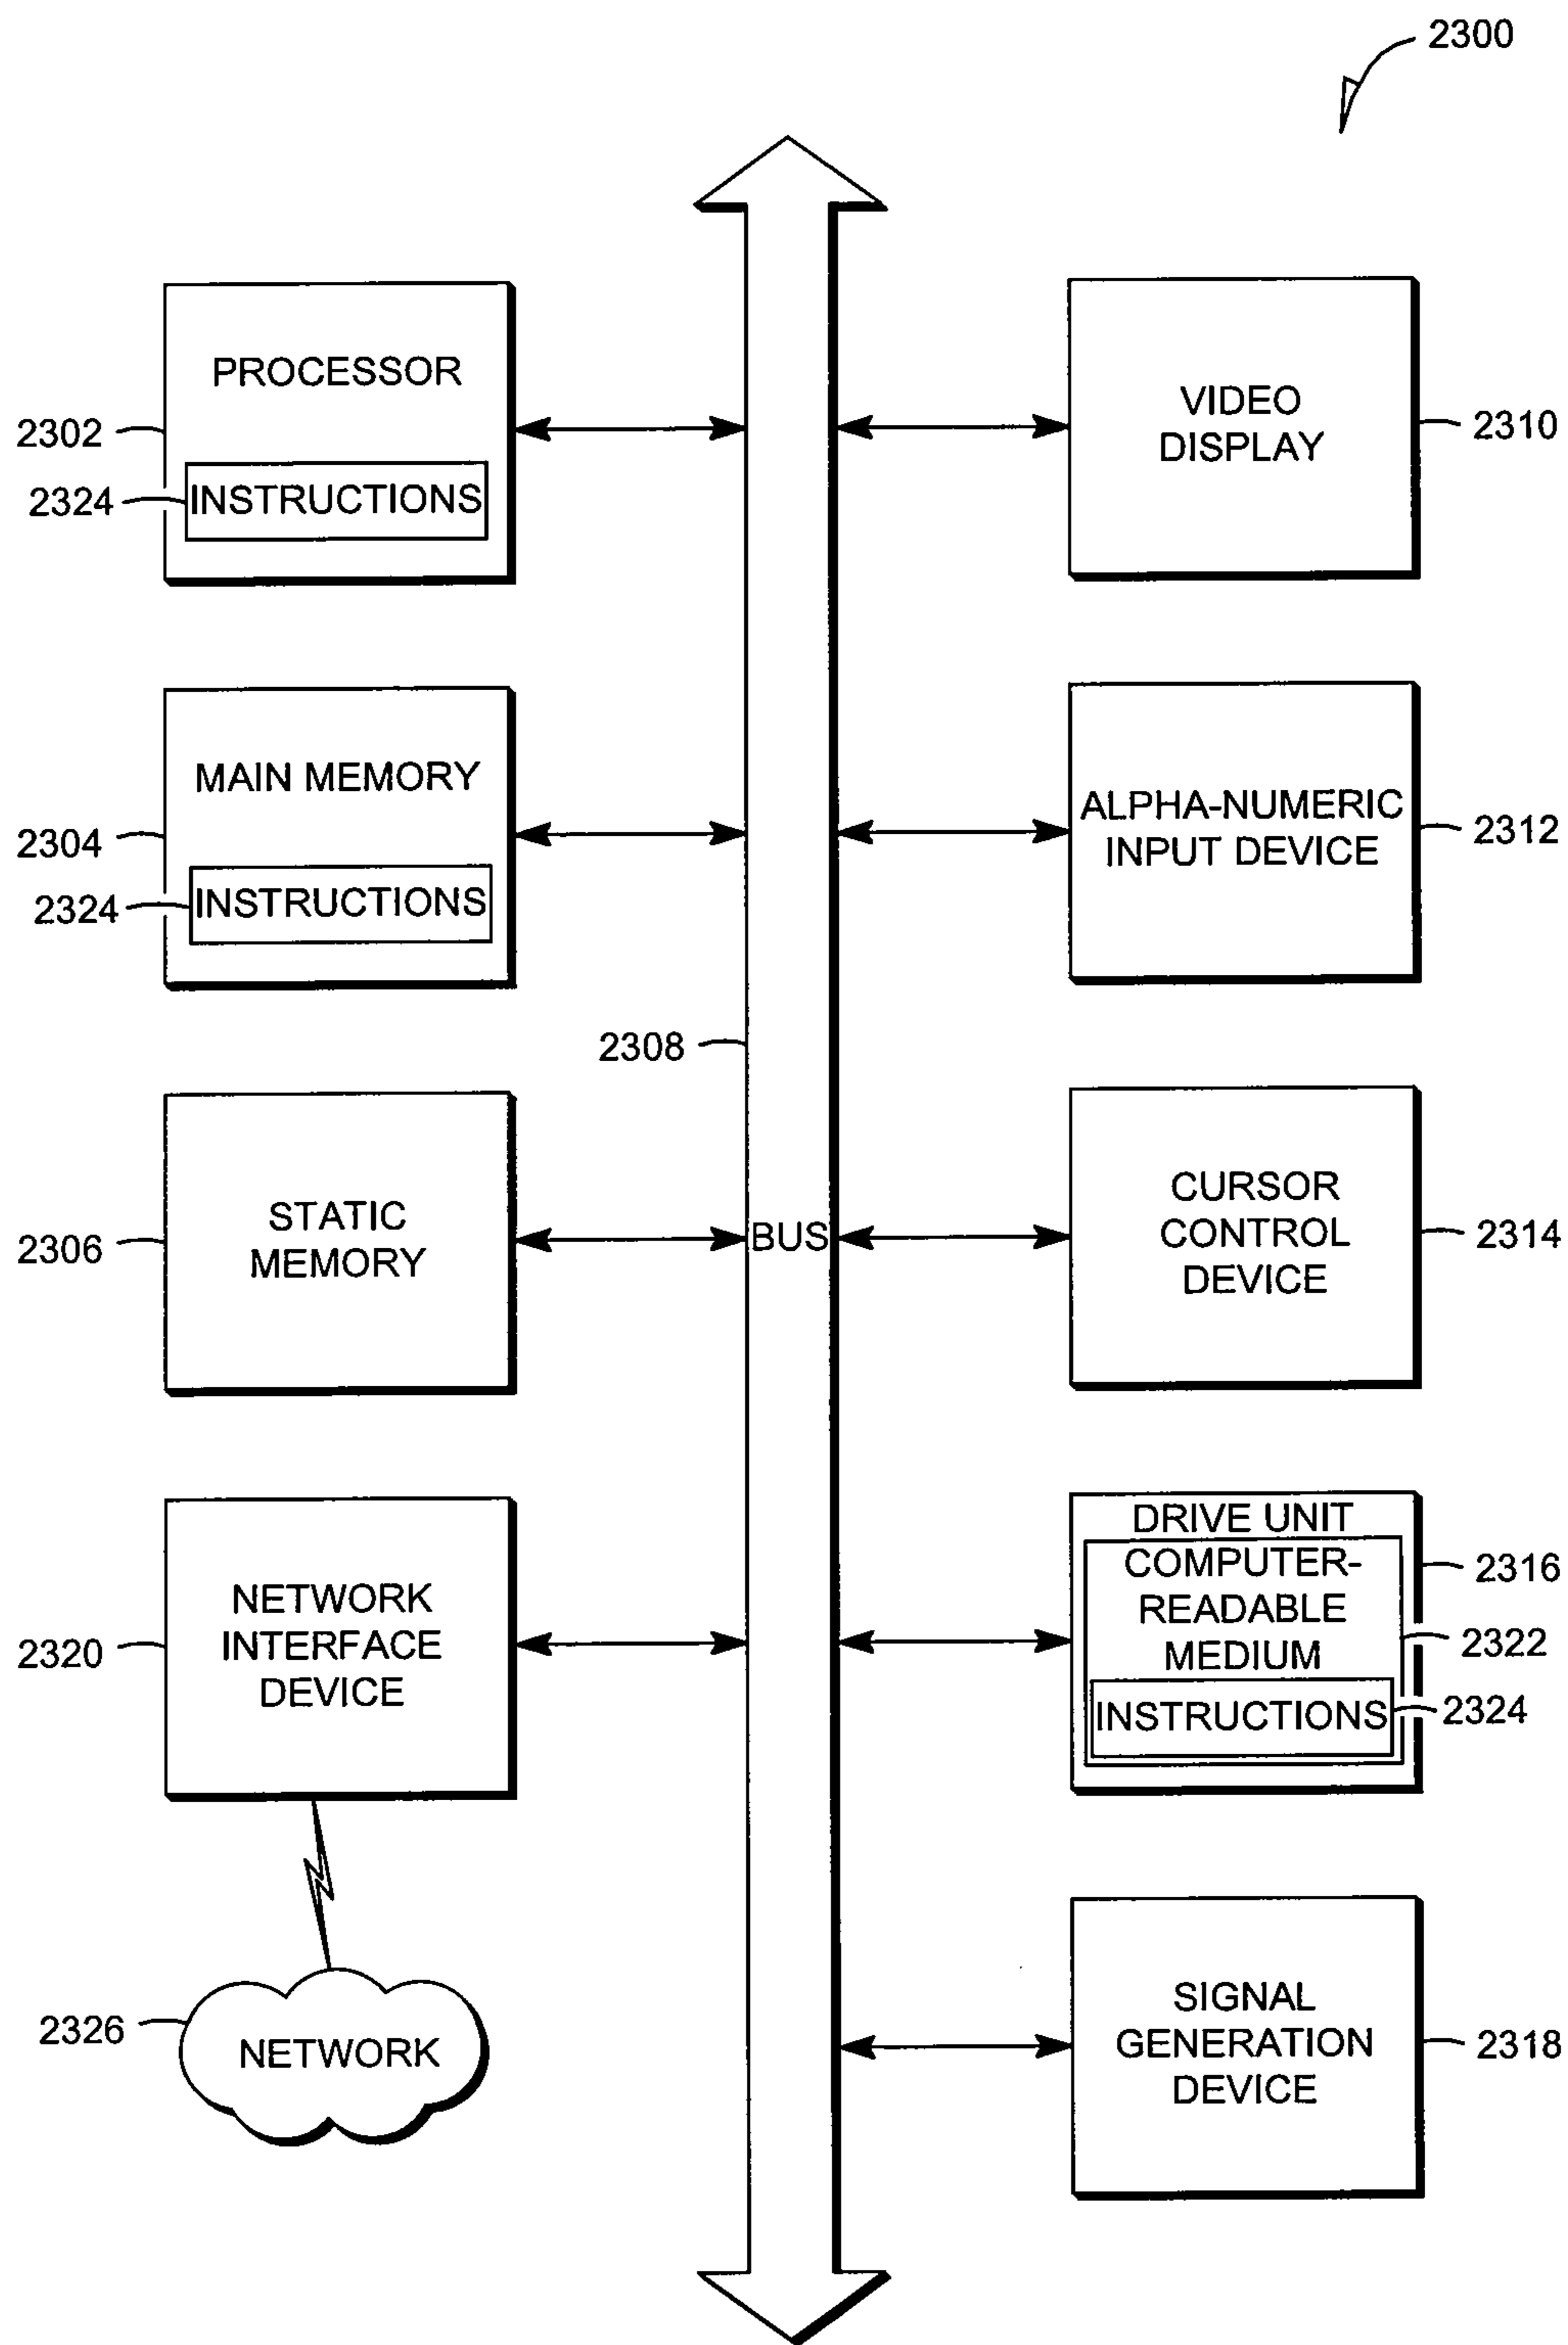 2300
PROCESSOR
2302
2324
INSTRUCTIONS
VIDEO
DISPLAY
2310
MAIN MEMORY
2304
2324
INSTRUCTIONS
ALPHA-NUMERIC
INPUT DEVICE
2312
2308
STATIC
MEMORY
2306
BUS
CURSOR
CONTROL
DEVICE
2314
NETWORK
INTERFACE
DEVICE
2320
DRIVE UNIT
COMPUTER-
READABLE
MEDIUM
2316
2322
INSTRUCTIONS
2324
2326
NETWORK
SIGNAL
GENERATION
DEVICE
2318